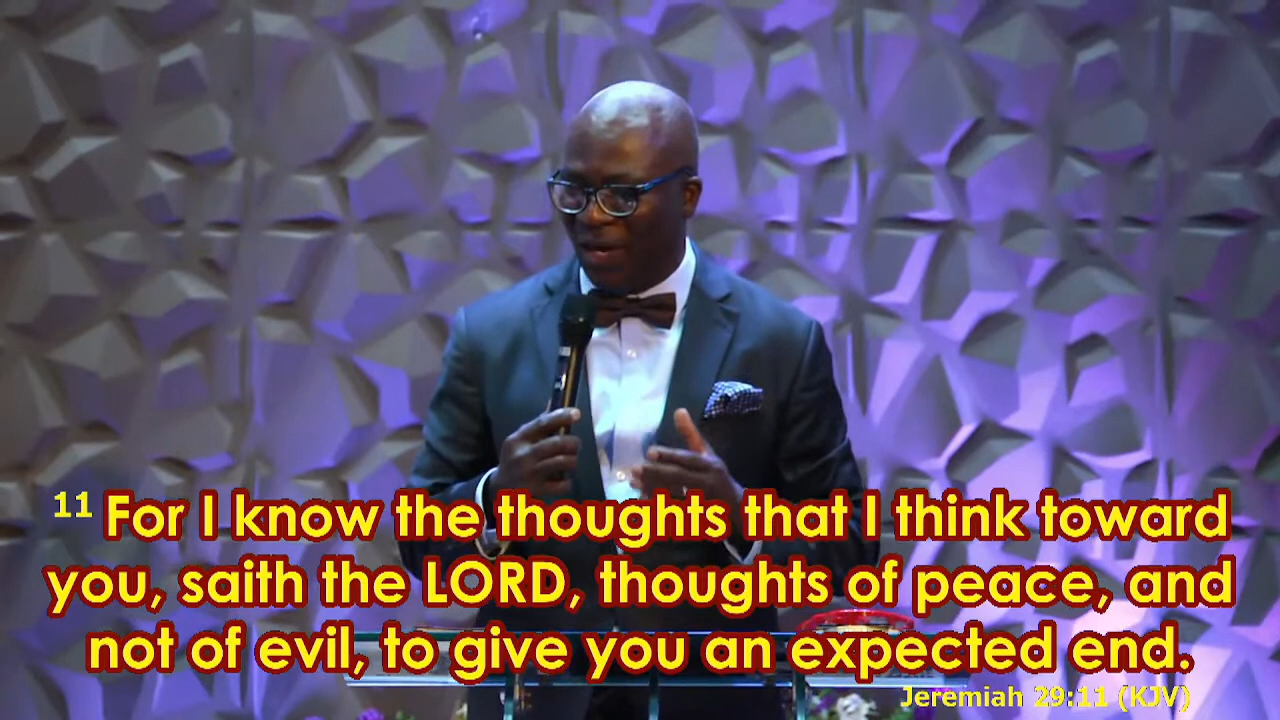 11 For I know the thoughts that I think toward
you, saith the LORD, thoughts of peace, and
not of evil, to give you an expected end.
Jeremiah 29:11 (KJV)